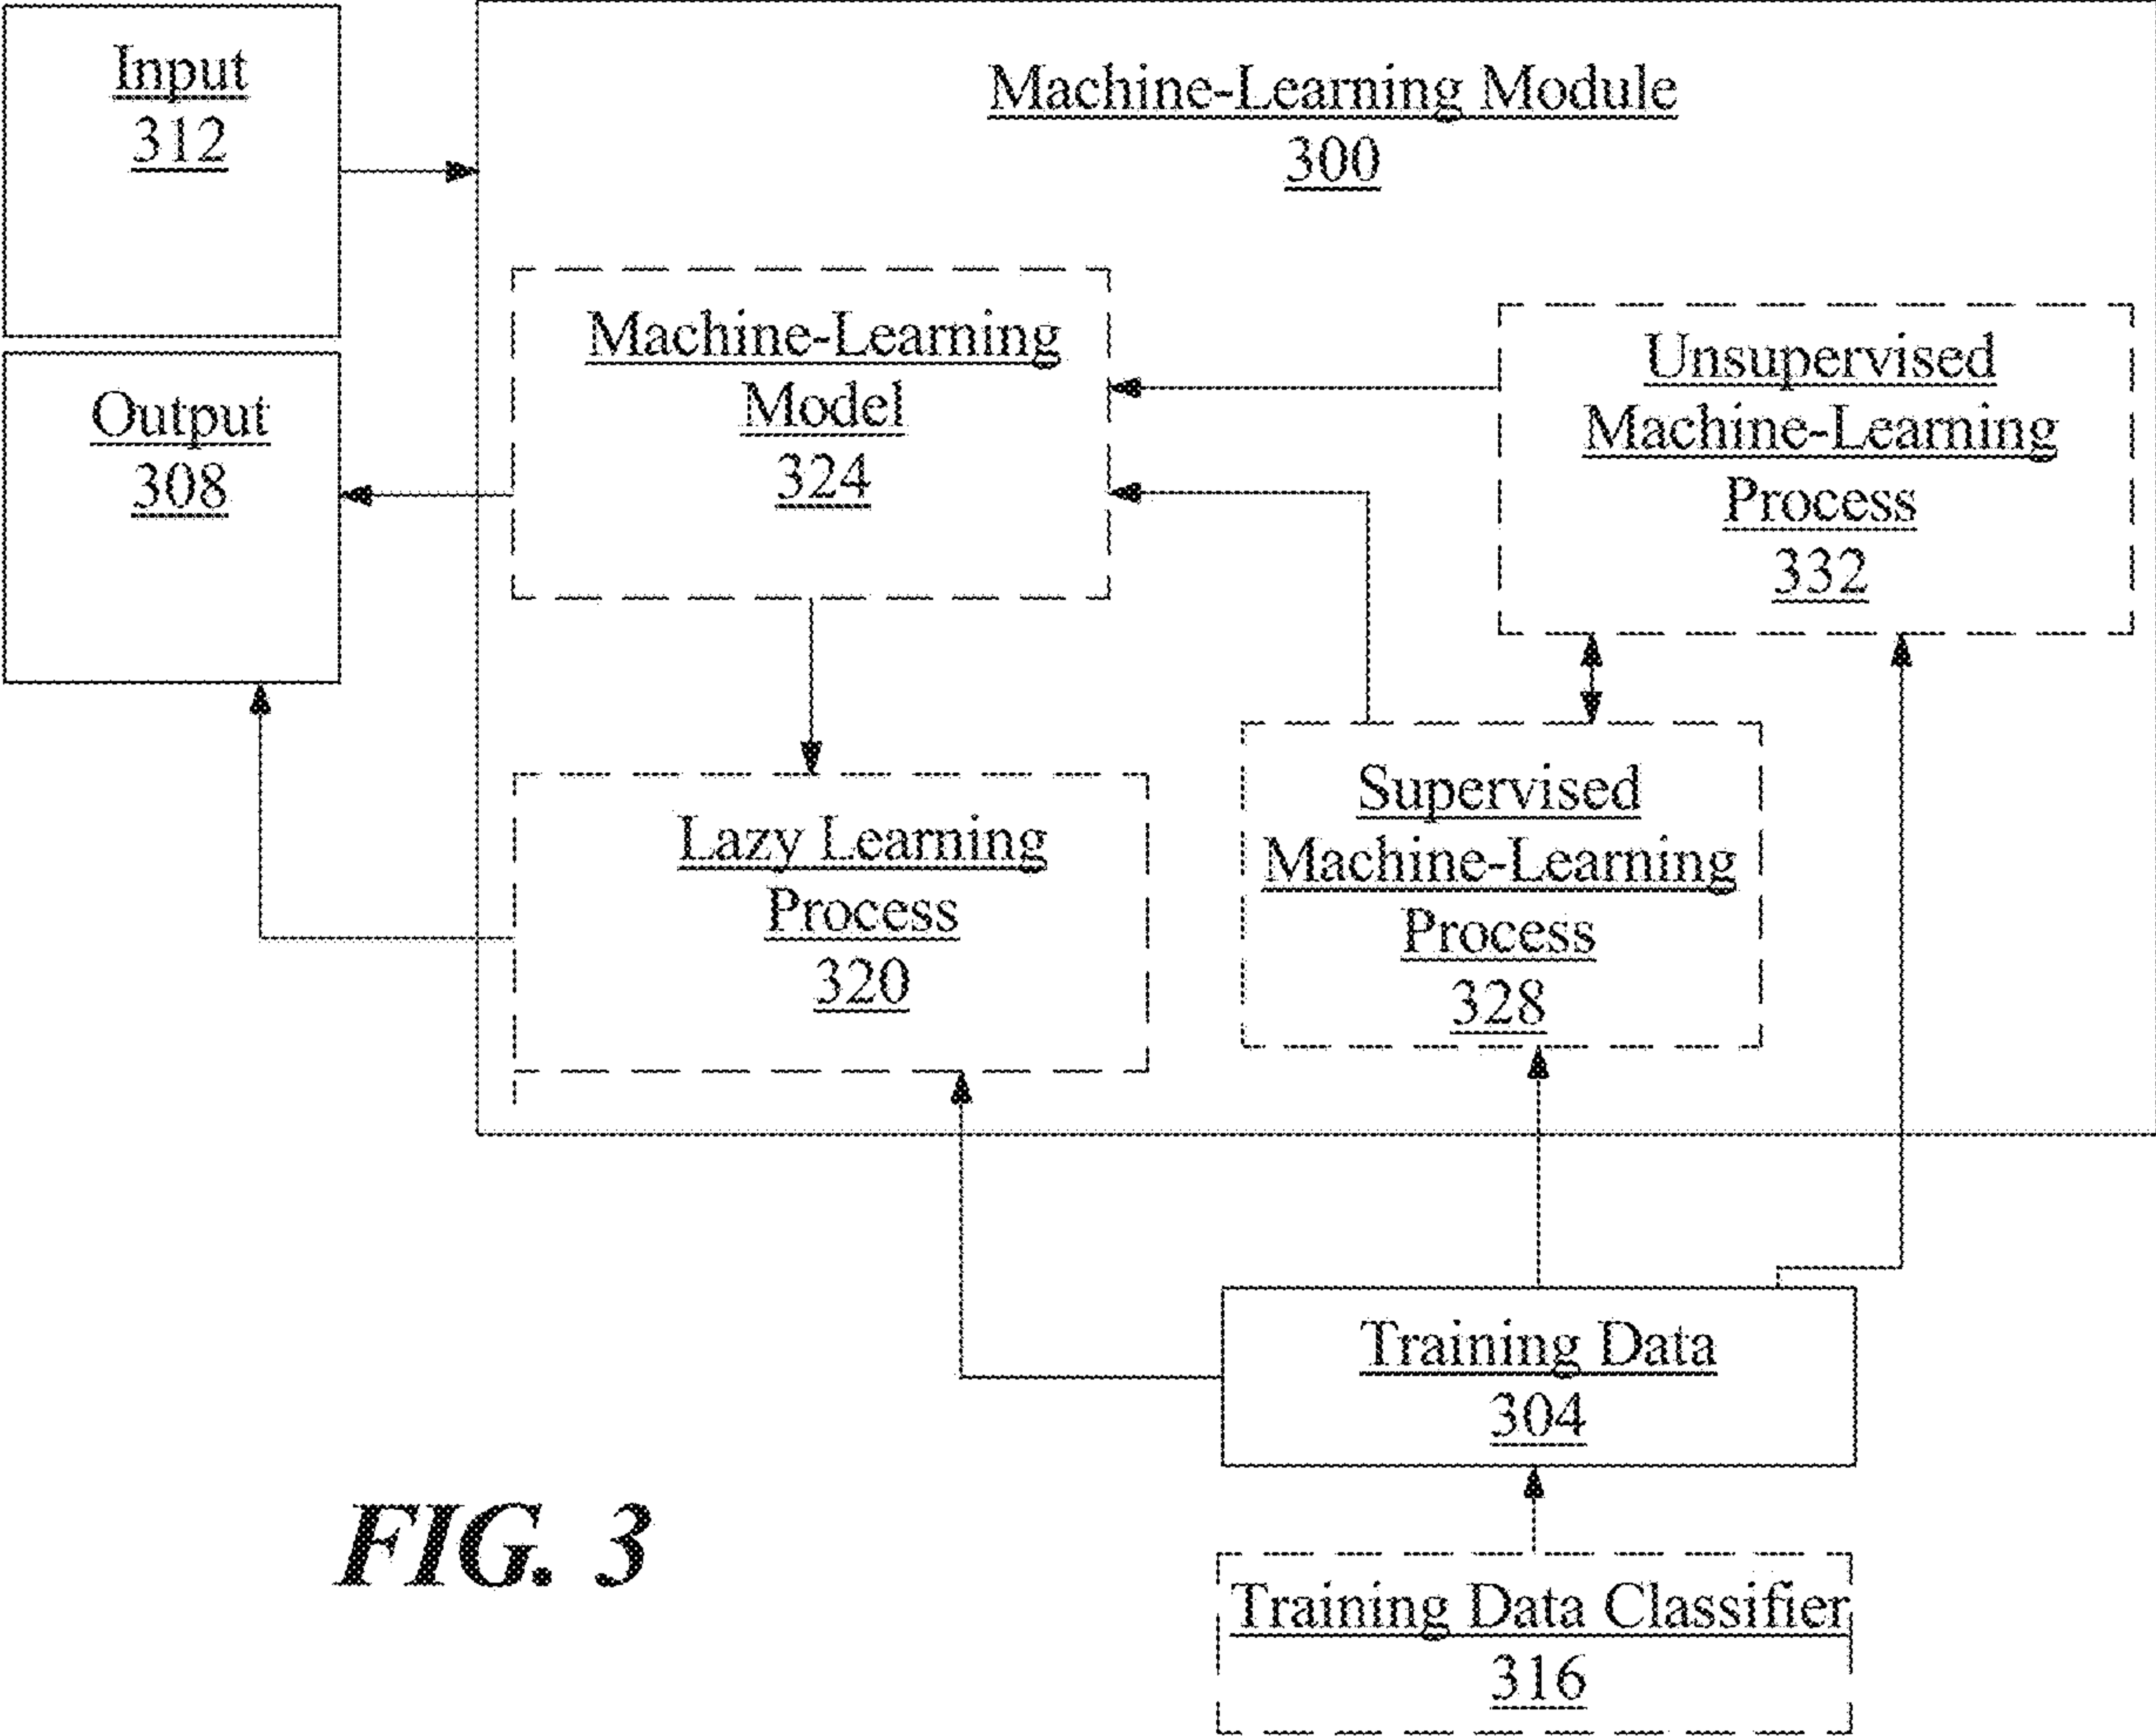 Input
312
Machine-Learning Module
300
Output
308
Machine-Learning
Model
324
Unsupervised
Machine-Learning
Process
332
Lazy Learning
Process
320
Supervised
Machine-Learning
Process
328
Training Data
304
Training Data Classifier
316
FIG. 3